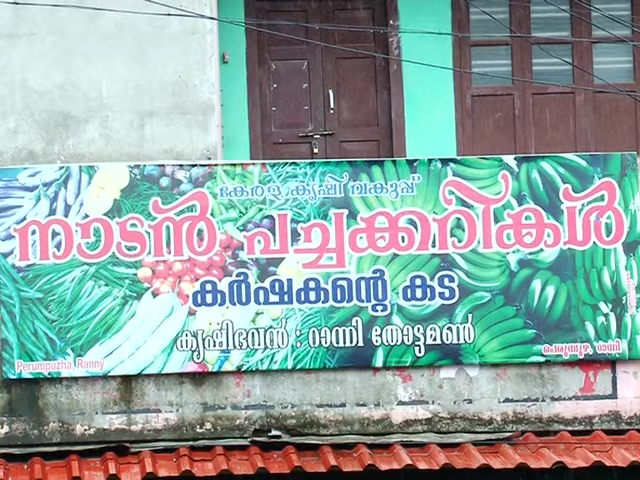 കേരള കൃഷി വകുപ്പ്
നാടൻ പച്ചക്കറികൾ
കർഷകന്റെ കട
കൃഷിഭവൻ : റാന്നി തോട്ടമൺ
Perumpuzha, Ranny
പെരുമ്പുഴ, റാന്നി